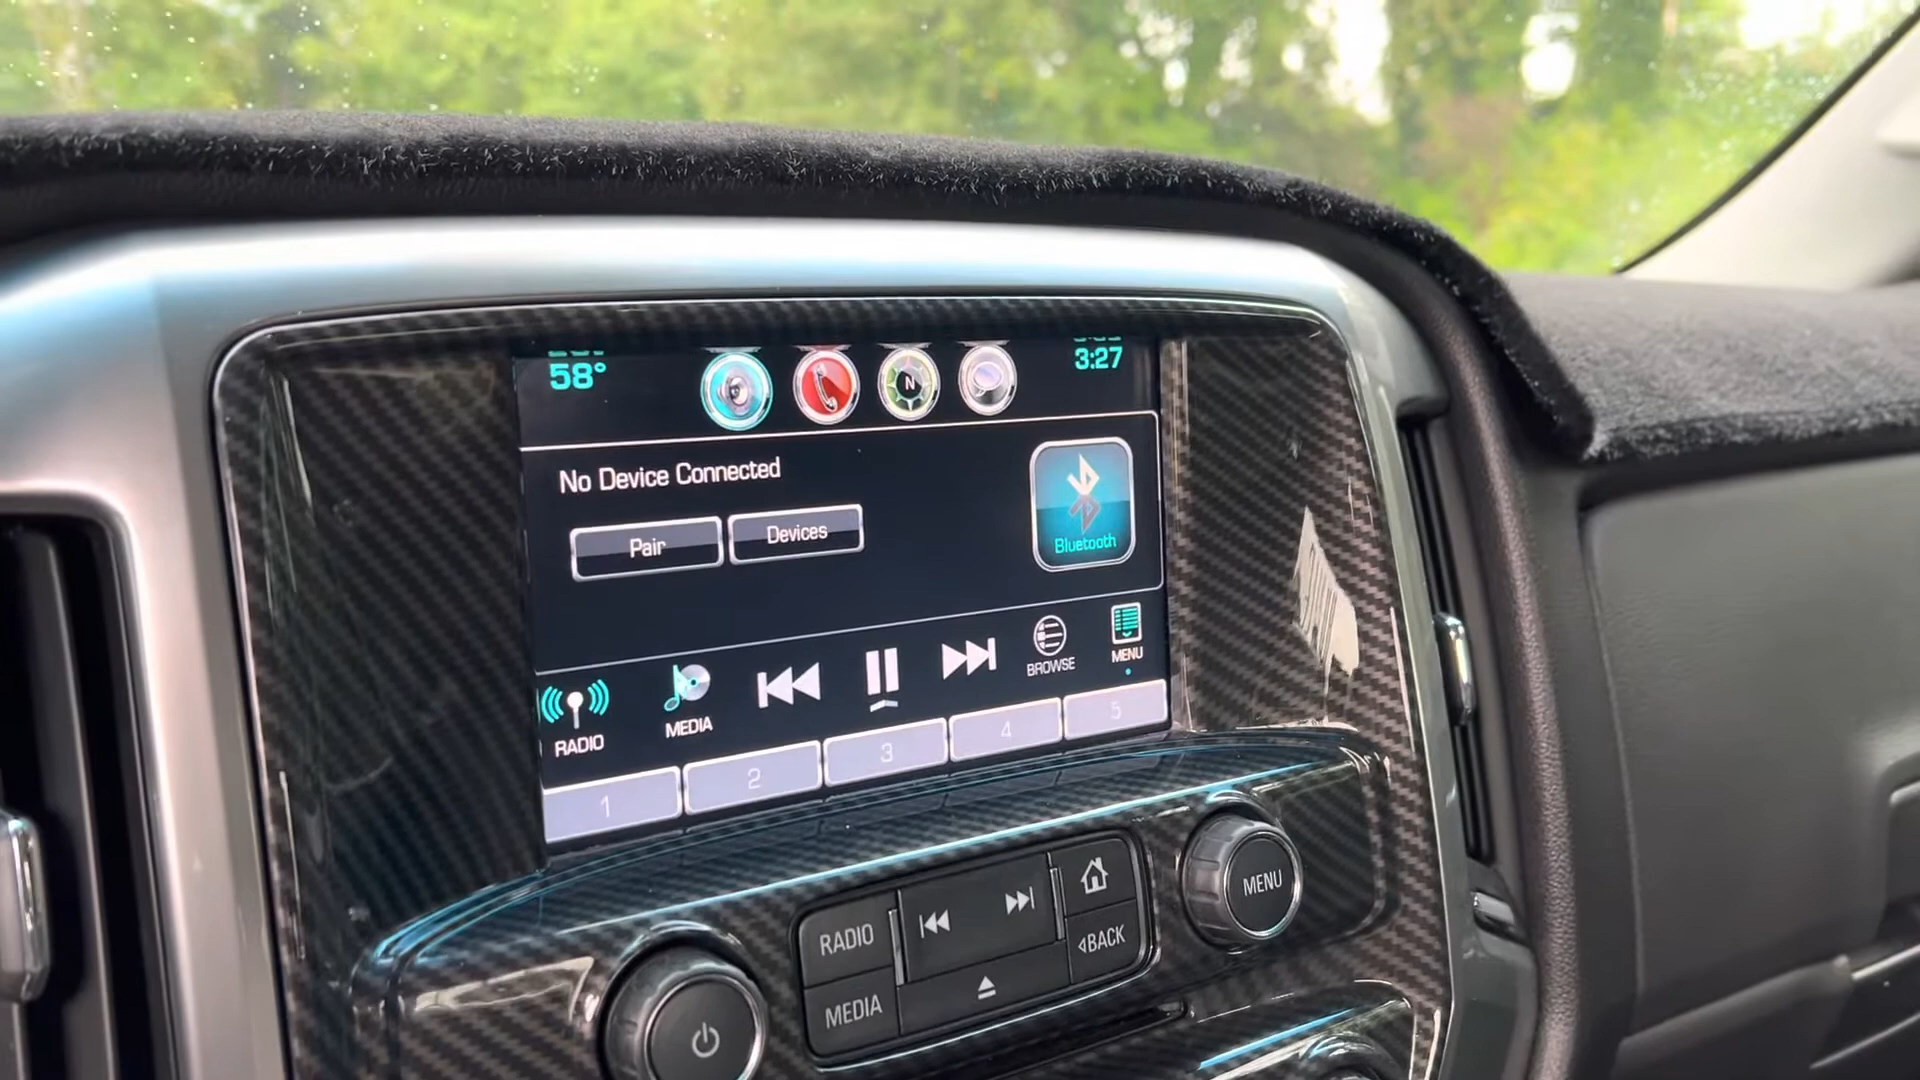 58°
N
3:27
No Device Connected
Pair
Devices
Bluetooth
RADIO
MEDIA
BROWSE
MENU
1
2
3
4
5
RADIO
MEDIA
BACK
MENU